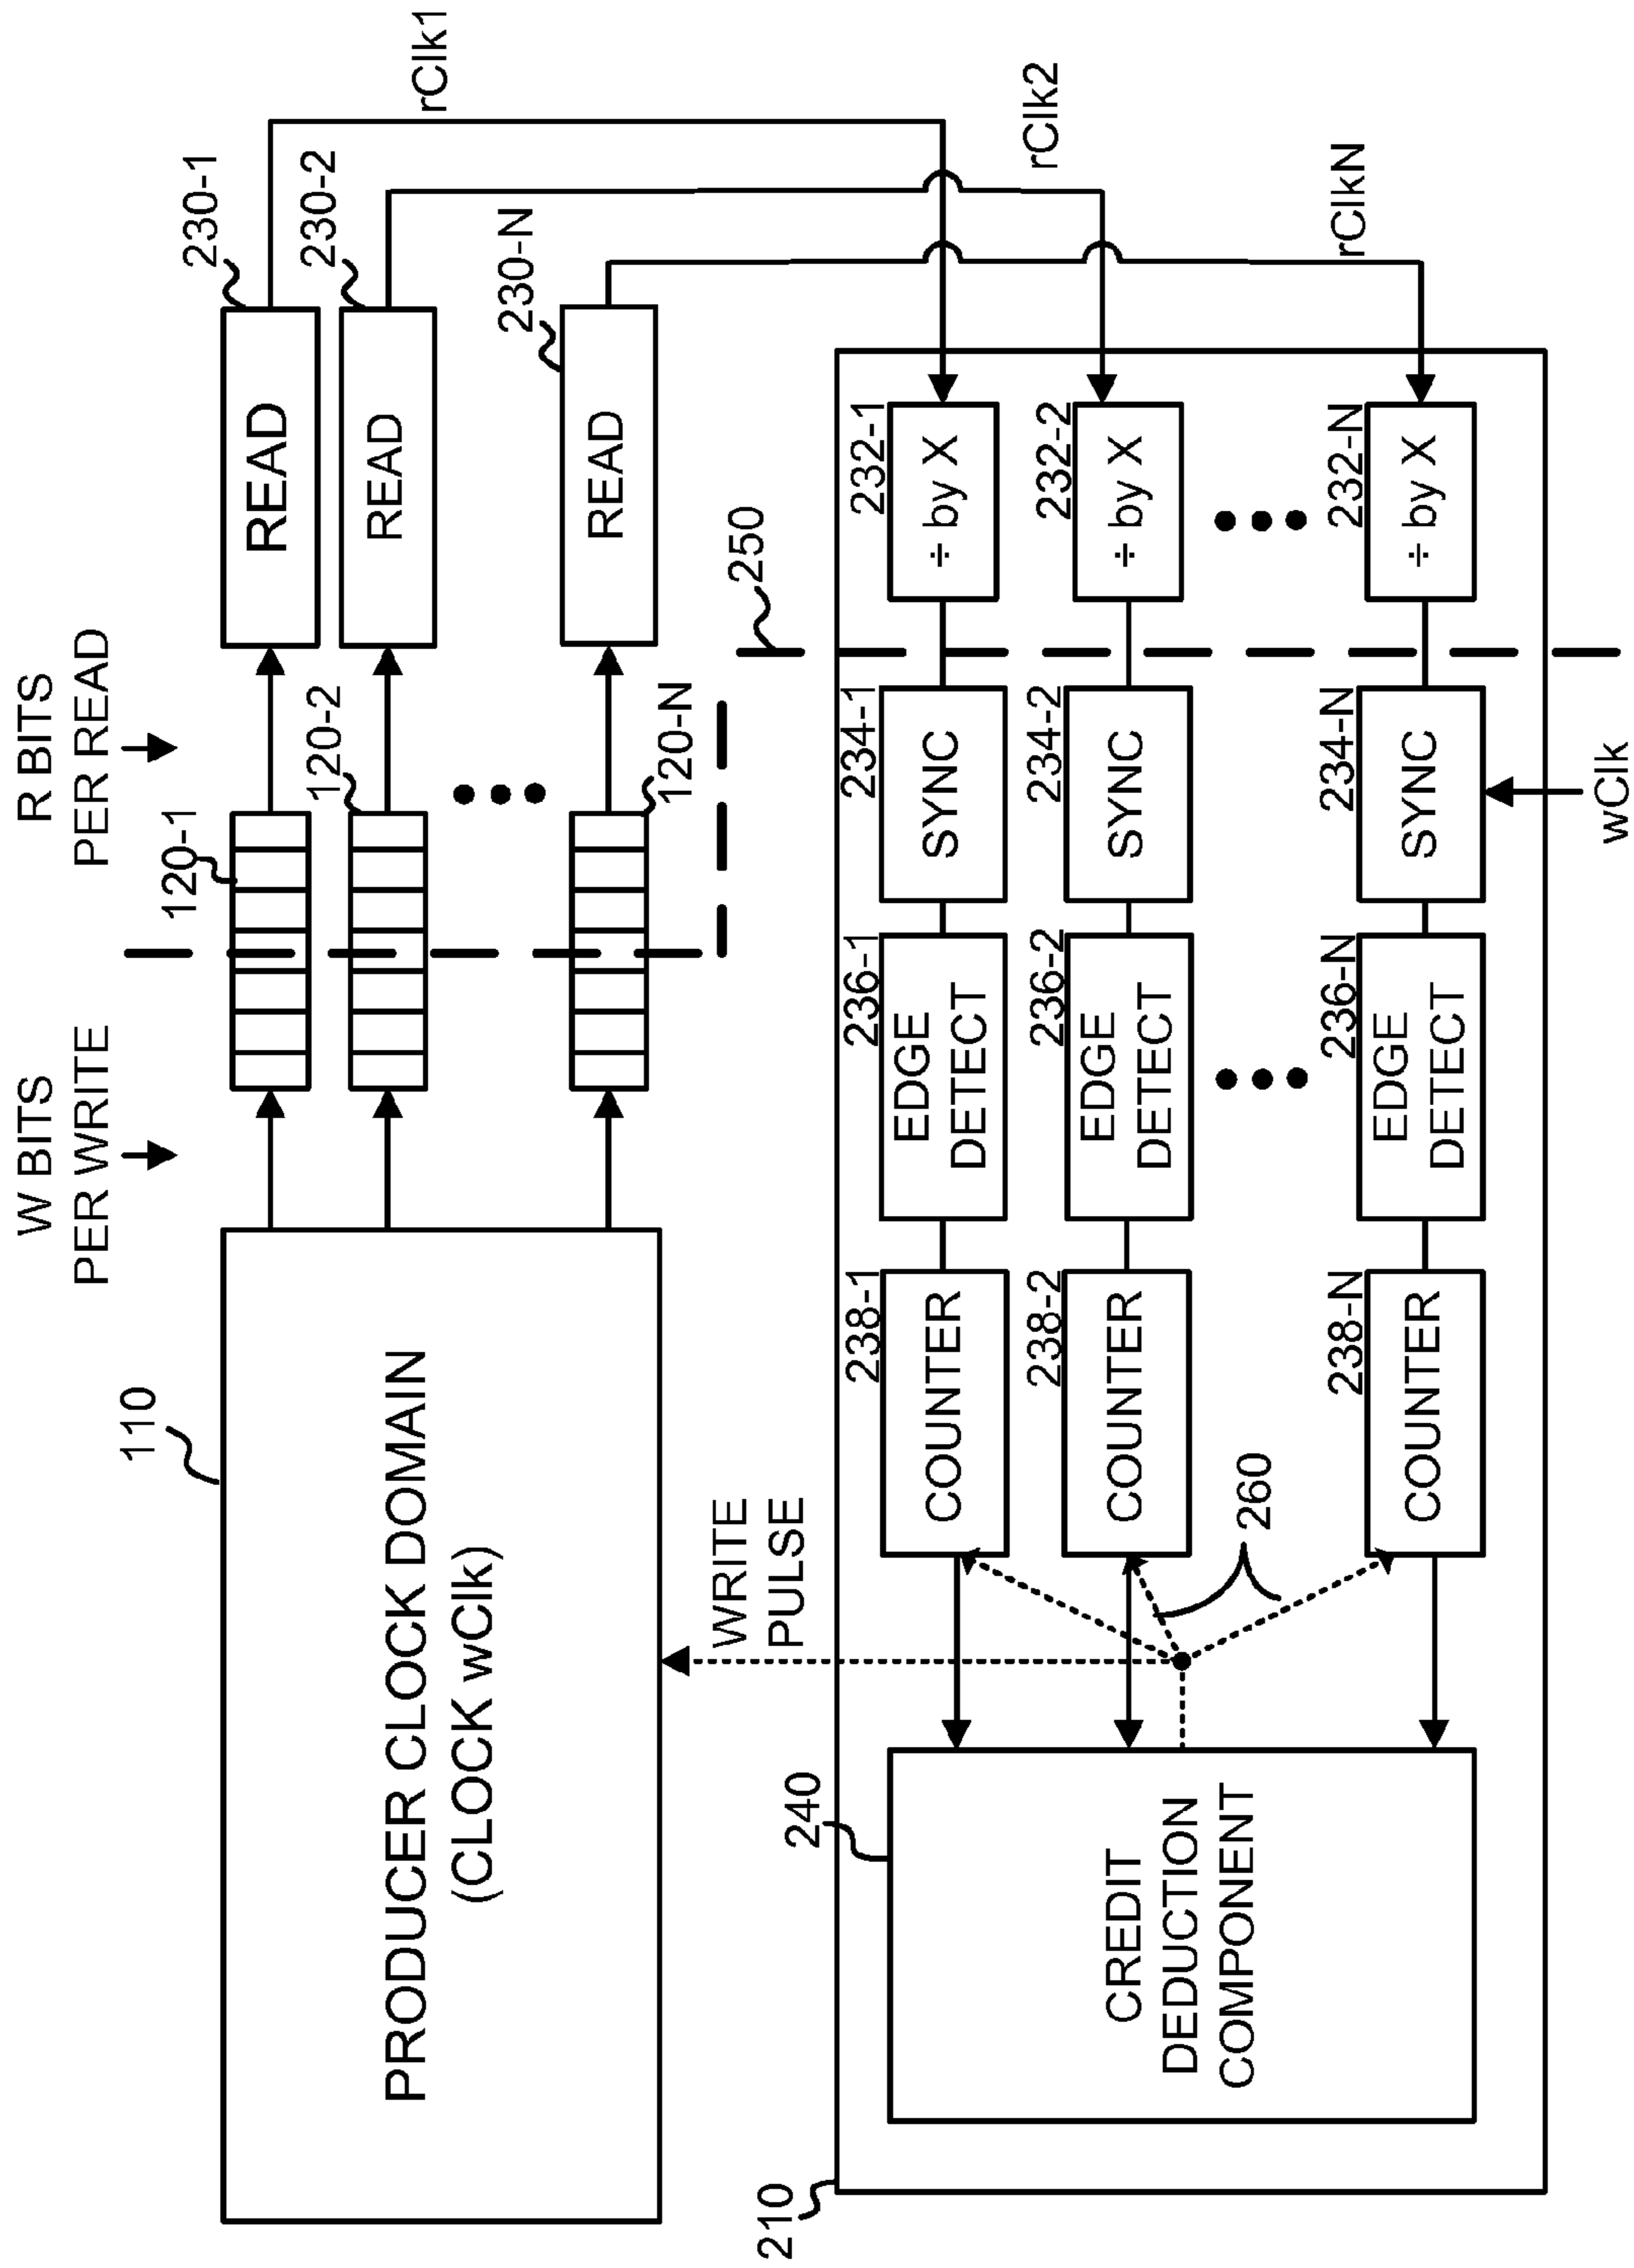 W BITS
PER WRITE
R BITS
PER READ
110
PRODUCER CLOCK DOMAIN
(CLOCK wClk)
120-1
120-2
120-N
READ
230-1
READ
230-2
READ
230-N
rClk1
rClk2
rClkN
WRITE
PULSE
250
210
240
CREDIT
DEDUCTION
COMPONENT
260
238-1
COUNTER
236-1
EDGE
DETECT
234-1
SYNC
232-1
÷ by X
238-2
COUNTER
236-2
EDGE
DETECT
234-2
SYNC
232-2
÷ by X
238-N
COUNTER
236-N
EDGE
DETECT
234-N
SYNC
232-N
÷ by X
wClk